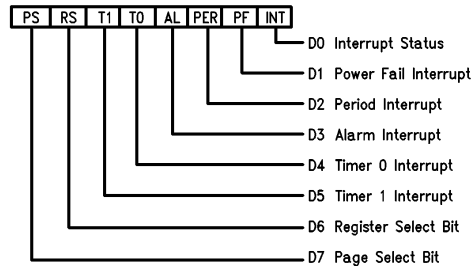 PS RS T1 T0 AL PER PF INT
D0 Interrupt Status
D1 Power Fail Interrupt
D2 Period Interrupt
D3 Alarm Interrupt
D4 Timer 0 Interrupt
D5 Timer 1 Interrupt
D6 Register Select Bit
D7 Page Select Bit